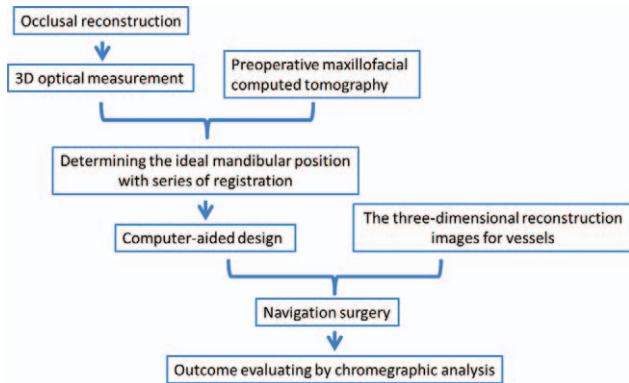 Occlusal reconstruction
3D optical measurement
Preoperative maxillofacial
computed tomography
Determining the ideal mandibular position
with series of registration
Computer-aided design
The three-dimensional reconstruction
images for vessels
Navigation surgery
Outcome evaluating by chromegraphic analysis